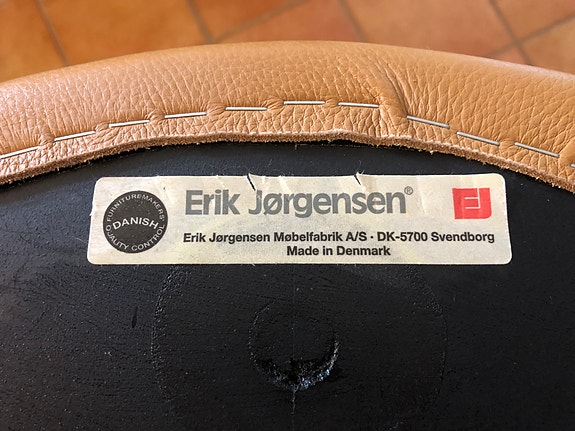 FURNITUREMAKERS'
DANISH
QUALITY CONTROL
Erik Jørgensen®
EJ
Erik Jørgensen Møbelfabrik A/S · DK-5700 Svendborg
Made in Denmark